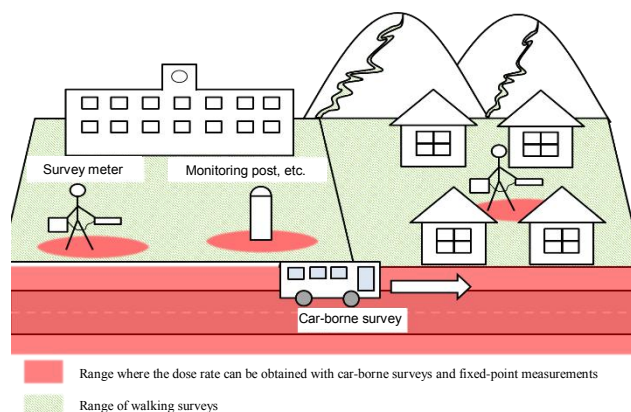 Survey meter
Monitoring post, etc.
Car-borne survey
Range where the dose rate can be obtained with car-borne surveys and fixed-point measurements
Range of walking surveys